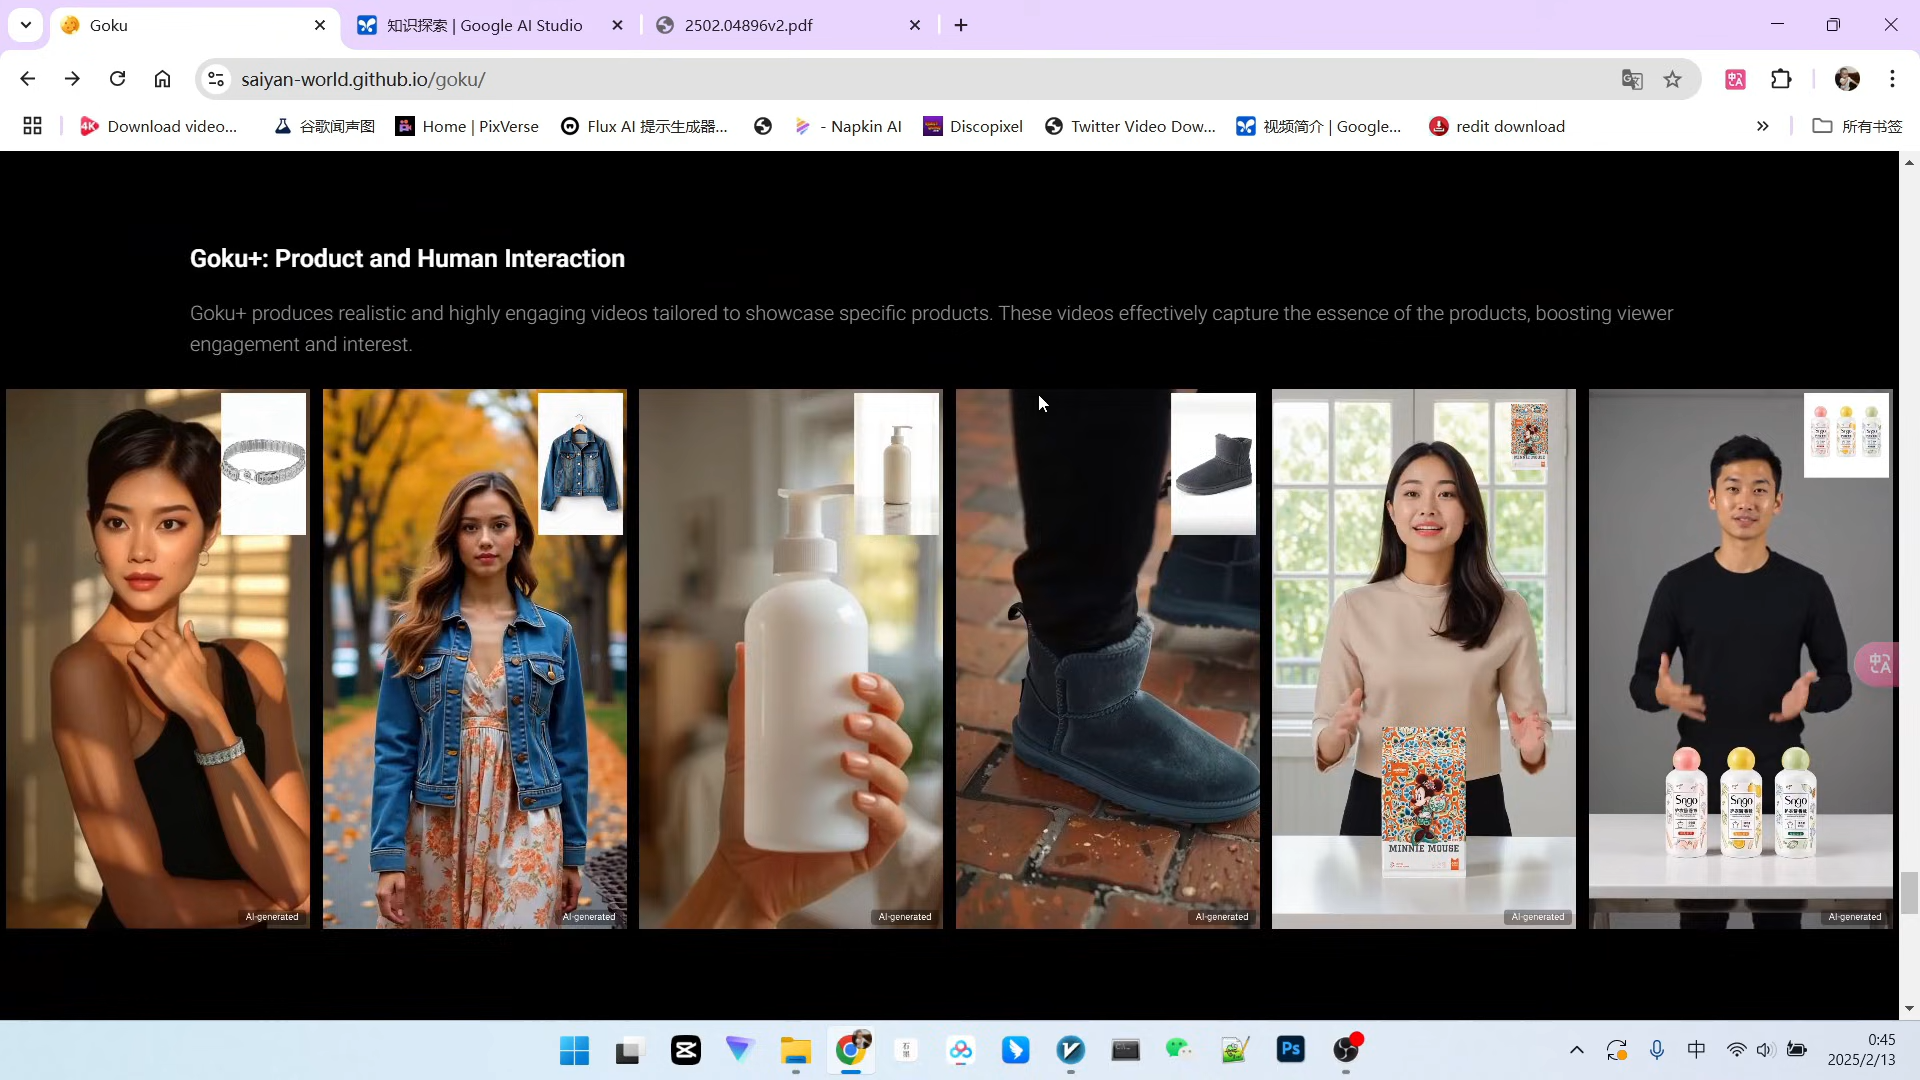 Goku
知识探索 | Google AI Studio
2502.04896v2.pdf
saiyan-world.github.io/goku/
Download video...
谷歌闻声图
Home | PixVerse
Flux AI 提示生成器...
- Napkin AI
Discopixel
Twitter Video Dow...
视频简介 | Google...
redit download
所有书签
Goku+: Product and Human Interaction
Goku+ produces realistic and highly engaging videos tailored to showcase specific products. These videos effectively capture the essence of the products, boosting viewer
engagement and interest.
MINNIE MOUSE
AI-generated
AI-generated
AI-generated
AI-generated
AI-generated
AI-generated
中
0:45
2025/2/13